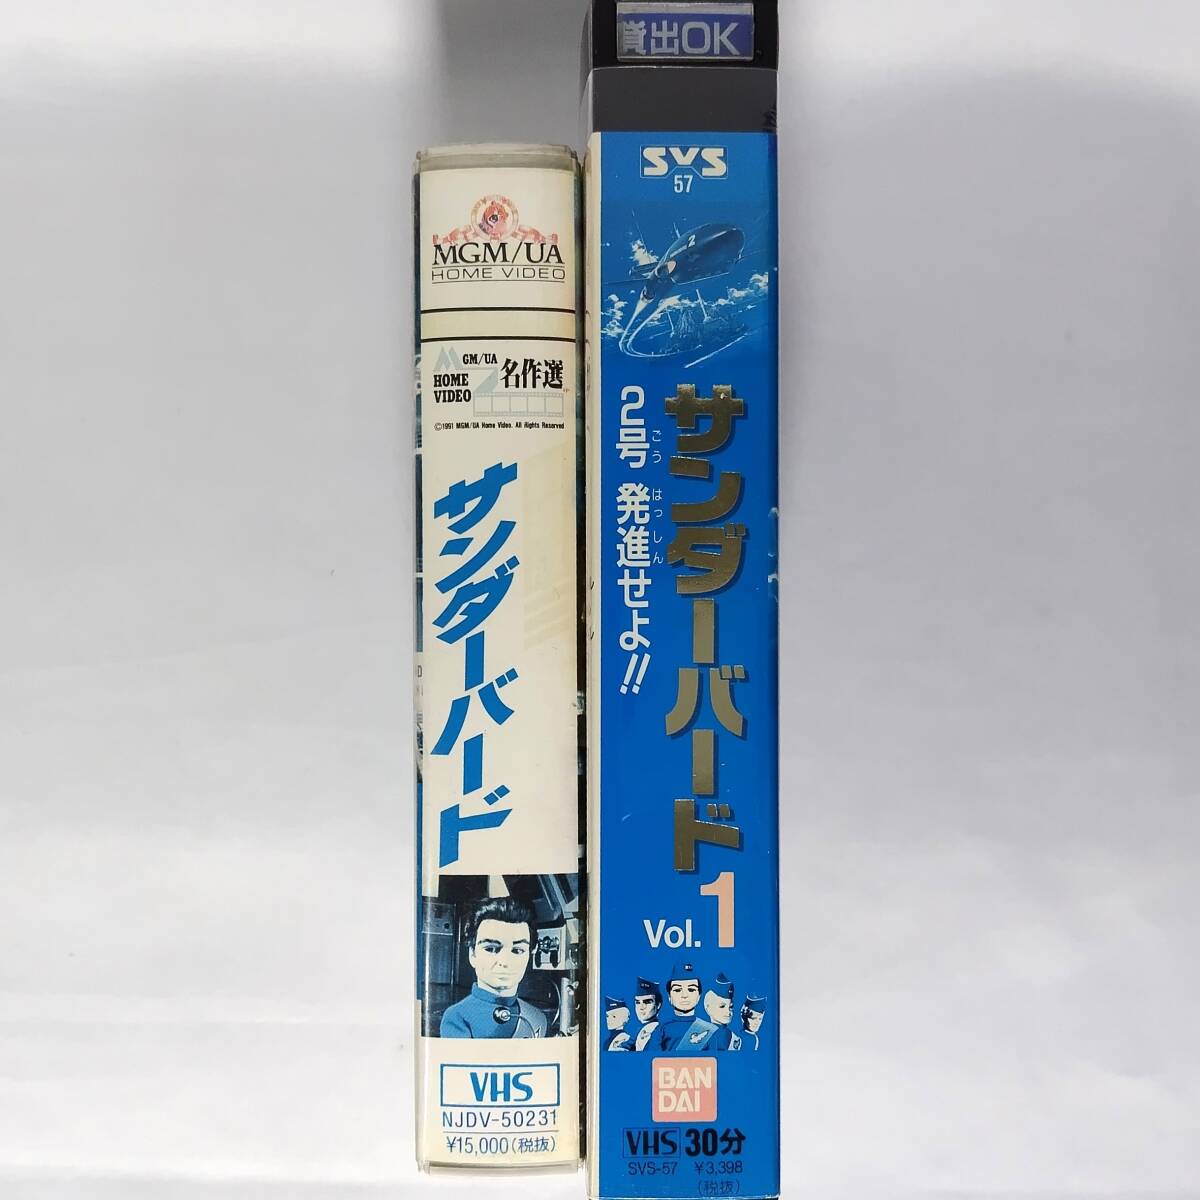 MGM/UA
HOME VIDEO
GM/UA
HOME
VIDEO
名作選
©1991 MGM/UA Home Video. All Rights Reserved
サンダーバード
VHS
NJDV-50231
¥15,000(税抜)
貸出OK
SVS
57
2
サンダーバード
2号 発進せよ!!
ごう はっしん
Vol. 1
BAN
DAI
VHS 30分
SVS-57 ¥3,398
(税抜)